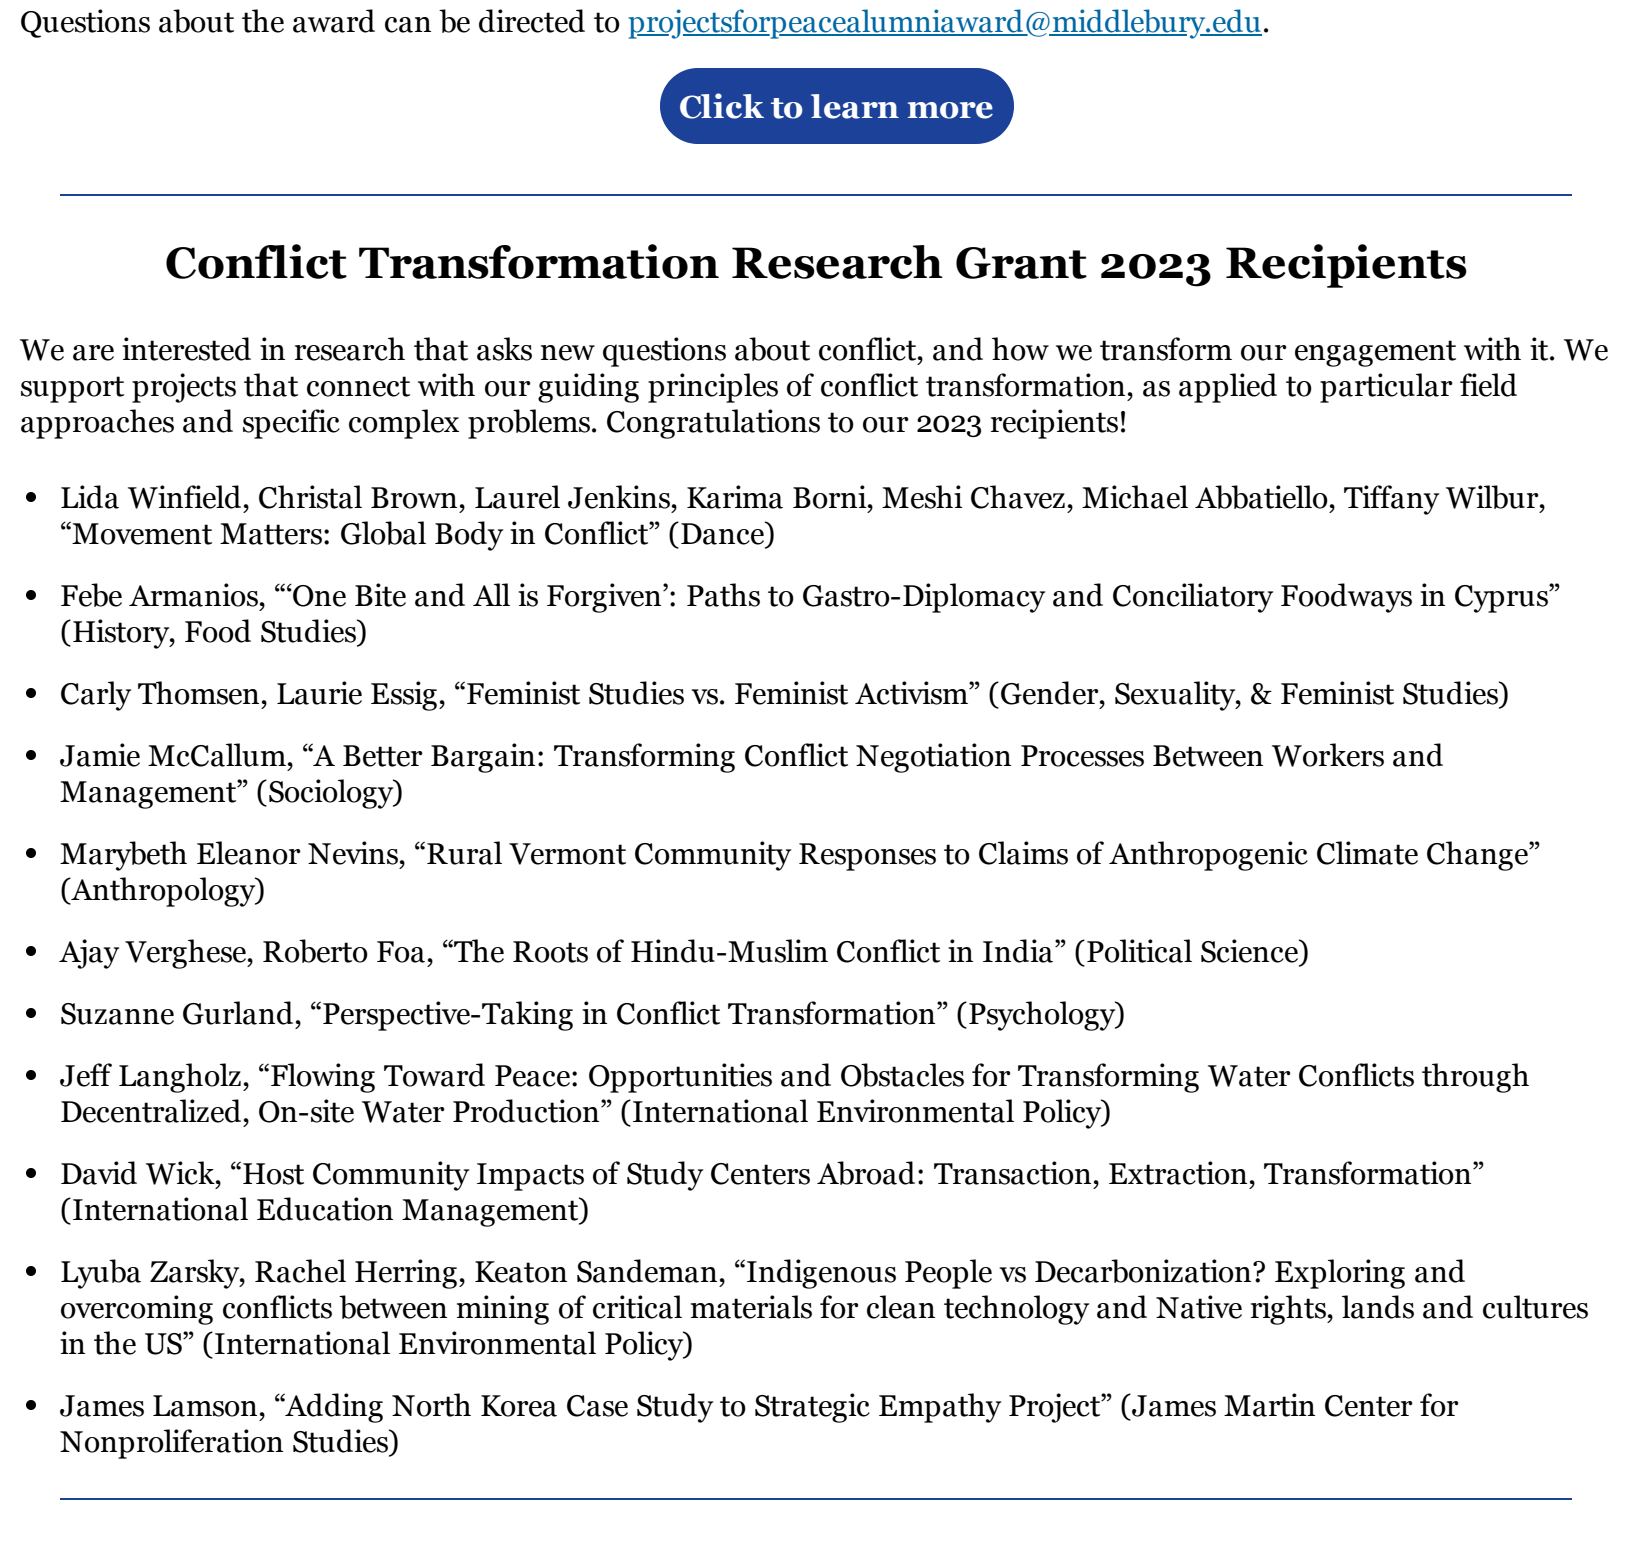 Questions about the award can be directed to projectsforpeacealumniaward@middlebury.edu.
Click to learn more
Conflict Transformation Research Grant 2023 Recipients
We are interested in research that asks new questions about conflict, and how we transform our engagement with it. We
support projects that connect with our guiding principles of conflict transformation, as applied to particular field
approaches and specific complex problems. Congratulations to our 2023 recipients!
• Lida Winfield, Christal Brown, Laurel Jenkins, Karima Borni, Meshi Chavez, Michael Abbatiello, Tiffany Wilbur,
“Movement Matters: Global Body in Conflict” (Dance)
• Febe Armanios, “‘One Bite and All is Forgiven’: Paths to Gastro-Diplomacy and Conciliatory Foodways in Cyprus”
(History, Food Studies)
• Carly Thomsen, Laurie Essig, “Feminist Studies vs. Feminist Activism” (Gender, Sexuality, & Feminist Studies)
• Jamie McCallum, “A Better Bargain: Transforming Conflict Negotiation Processes Between Workers and
Management” (Sociology)
• Marybeth Eleanor Nevins, “Rural Vermont Community Responses to Claims of Anthropogenic Climate Change”
(Anthropology)
• Ajay Verghese, Roberto Foa, “The Roots of Hindu-Muslim Conflict in India” (Political Science)
• Suzanne Gurland, “Perspective-Taking in Conflict Transformation” (Psychology)
• Jeff Langholz, “Flowing Toward Peace: Opportunities and Obstacles for Transforming Water Conflicts through
Decentralized, On-site Water Production” (International Environmental Policy)
• David Wick, “Host Community Impacts of Study Centers Abroad: Transaction, Extraction, Transformation”
(International Education Management)
• Lyuba Zarsky, Rachel Herring, Keaton Sandeman, “Indigenous People vs Decarbonization? Exploring and
overcoming conflicts between mining of critical materials for clean technology and Native rights, lands and cultures
in the US” (International Environmental Policy)
• James Lamson, “Adding North Korea Case Study to Strategic Empathy Project” (James Martin Center for
Nonproliferation Studies)